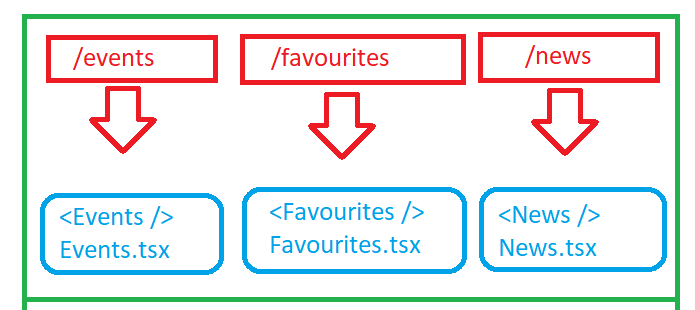 /events
/favourites
/news
<Events />
Events.tsx
<Favourites />
Favourites.tsx
<News />
News.tsx